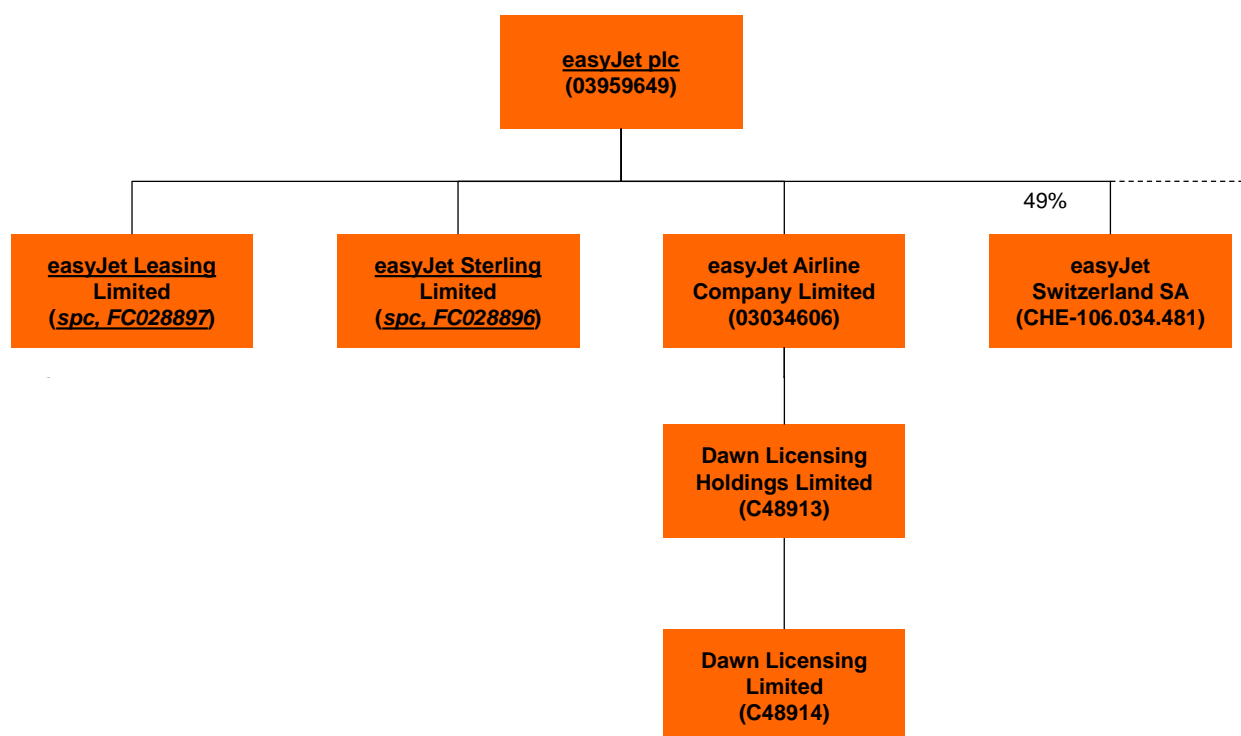 easyJet plc
(03959649)
49%
easyJet Leasing
Limited
(spc, FC028897)
easyJet Sterling
Limited
(spc, FC028896)
easyJet Airline
Company Limited
(03034606)
easyJet
Switzerland SA
(CHE-106.034.481)
Dawn Licensing
Holdings Limited
(C48913)
Dawn Licensing
Limited
(C48914)